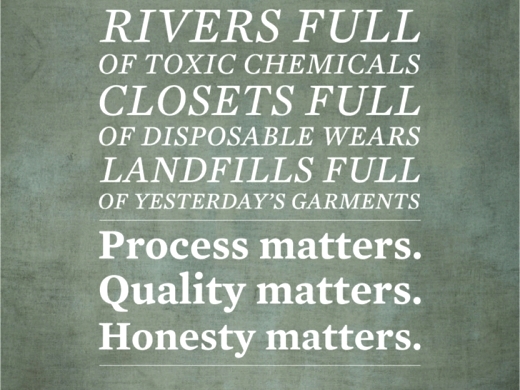 RIVERS FULL
OF TOXIC CHEMICALS
CLOSETS FULL
OF DISPOSABLE WEARS
LANDFILLS FULL
OF YESTERDAY’S GARMENTS
Process matters.
Quality matters.
Honesty matters.